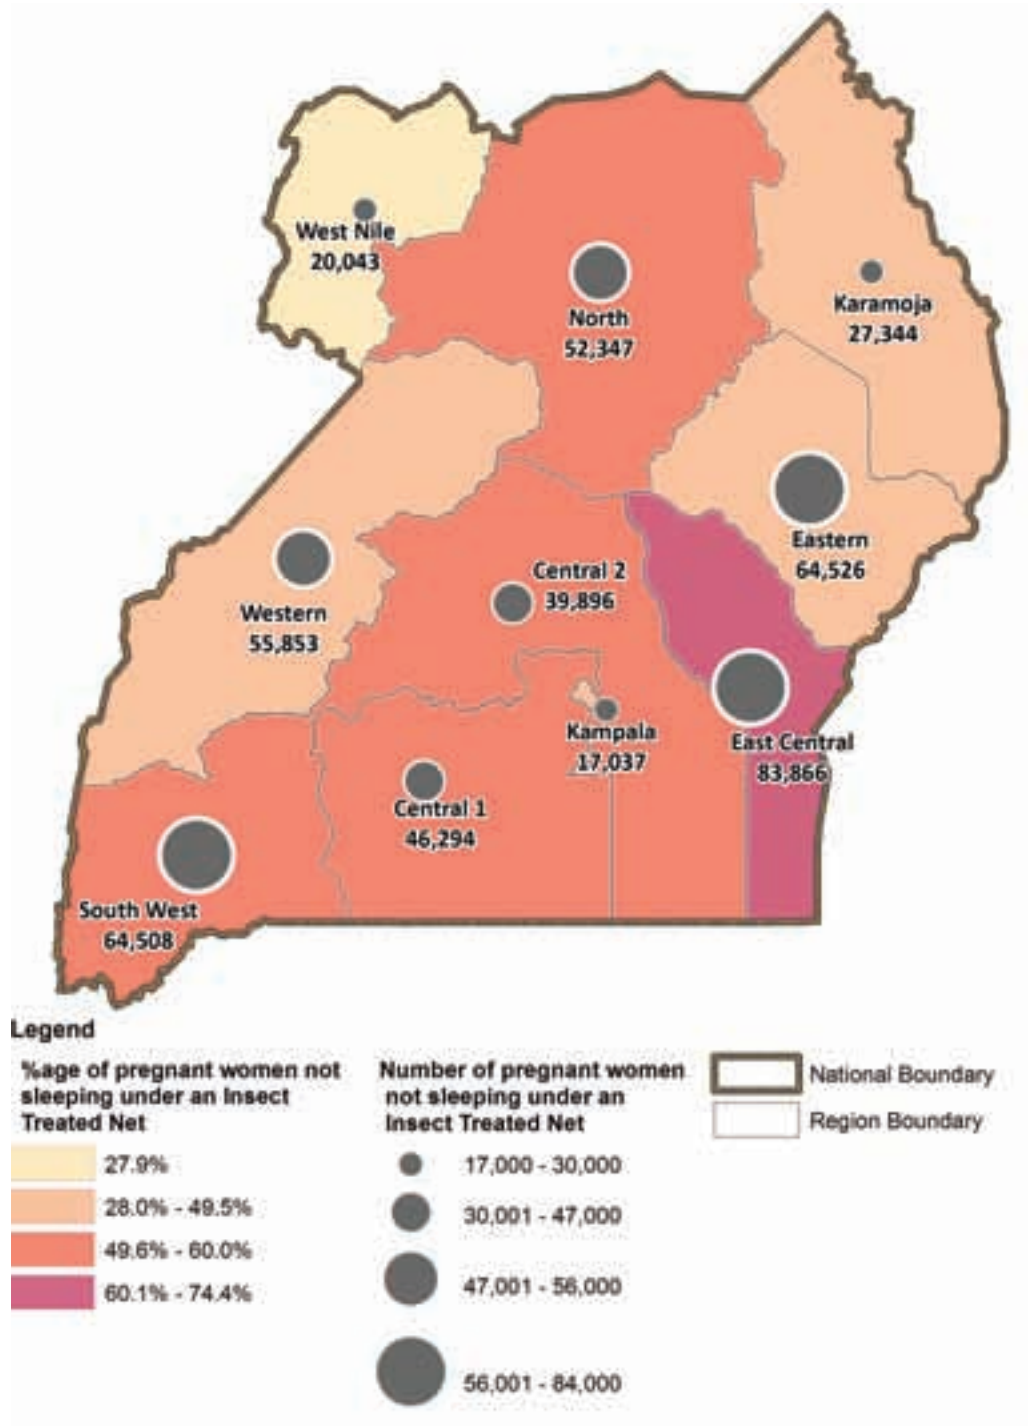 West Nile
20,043
North
52,347
Karamoja
27,344
Eastern
64,526
Central 2
39,896
Western
55,853
Kampala
17,037
East Central
83,866
Central 1
46,294
South West
64,508
Legend
%age of pregnant women not
sleeping under an Insect
Treated Net
27.9%
28.0% - 49.5%
49.6% - 60.0%
60.1% - 74.4%
Number of pregnant women
not sleeping under an
Insect Treated Net
17,000 - 30,000
30,001 - 47,000
47,001 - 56,000
56,001 - 84,000
National Boundary
Region Boundary